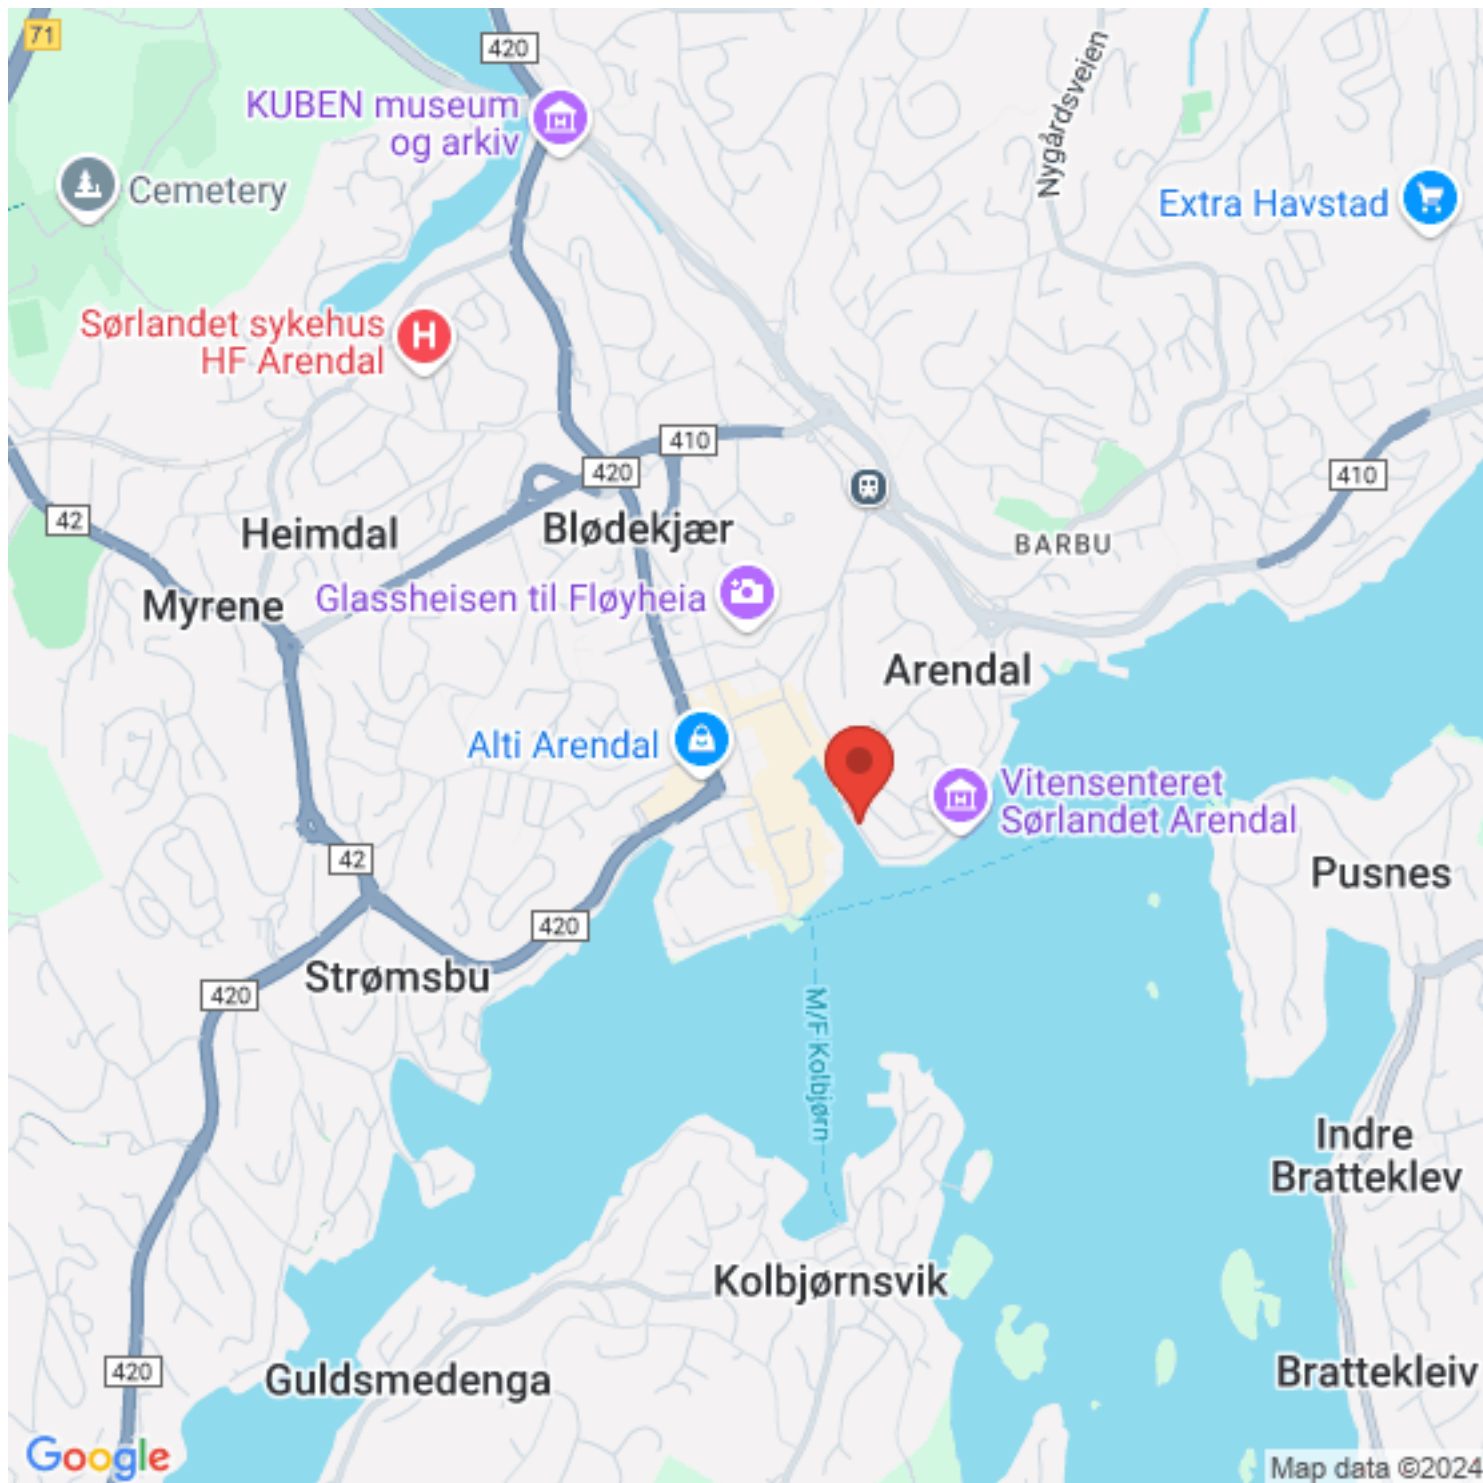 71
420
KUBEN museum
og arkiv
Nygårdsveien
Cemetery
Extra Havstad
Sørlandet sykehus
HF Arendal
410
420
410
42
Heimdal
Blødekjær
BARBU
Myrene
Glassheisen til Fløyheia
Arendal
Alti Arendal
Vitensenteret
Sørlandet Arendal
42
Pusnes
420
Strømsbu
420
M/F Kolbjørn
Indre
Bratteklev
Kolbjørnsvik
420
Guldsmedenga
Brattekleiv
Google
Map data ©2024